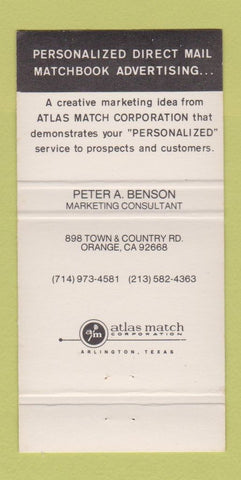 PERSONALIZED DIRECT MAIL
MATCHBOOK ADVERTISING...
A creative marketing idea from
ATLAS MATCH CORPORATION that
demonstrates your "PERSONALIZED"
service to prospects and customers.
PETER A. BENSON
MARKETING CONSULTANT
898 TOWN & COUNTRY RD.
ORANGE, CA 92668
(714) 973-4581 (213) 582-4363
a/m
atlas match
CORPORATION
ARLINGTON, TEXAS